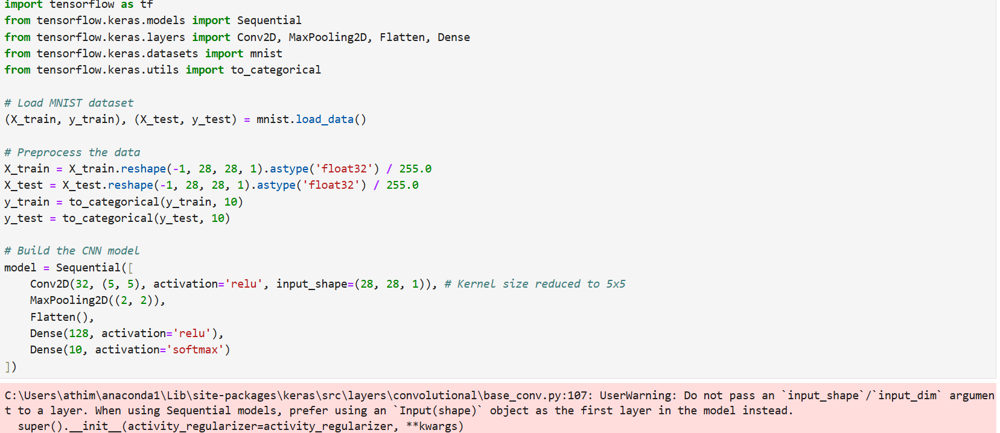 import tensorflow as tf
from tensorflow.keras.models import Sequential
from tensorflow.keras.layers import Conv2D, MaxPooling2D, Flatten, Dense
from tensorflow.keras.datasets import mnist
from tensorflow.keras.utils import to_categorical
# Load MNIST dataset
(X_train, y_train), (X_test, y_test) = mnist.load_data()
# Preprocess the data
X_train = X_train.reshape(-1, 28, 28, 1).astype('float32') / 255.0
X_test = X_test.reshape(-1, 28, 28, 1).astype('float32') / 255.0
y_train = to_categorical(y_train, 10)
y_test = to_categorical(y_test, 10)
# Build the CNN model
model = Sequential([
    Conv2D(32, (5, 5), activation='relu', input_shape=(28, 28, 1)), # Kernel size reduced to 5x5
    MaxPooling2D((2, 2)),
    Flatten(),
    Dense(128, activation='relu'),
    Dense(10, activation='softmax')
])
C:\Users\athim\anaconda1\Lib\site-packages\keras\src\layers\convolutional\base_conv.py:107: UserWarning: Do not pass an `input_shape`/`input_dim` argumen
t to a layer. When using Sequential models, prefer using an `Input(shape)` object as the first layer in the model instead.
  super().__init__(activity_regularizer=activity_regularizer, **kwargs)